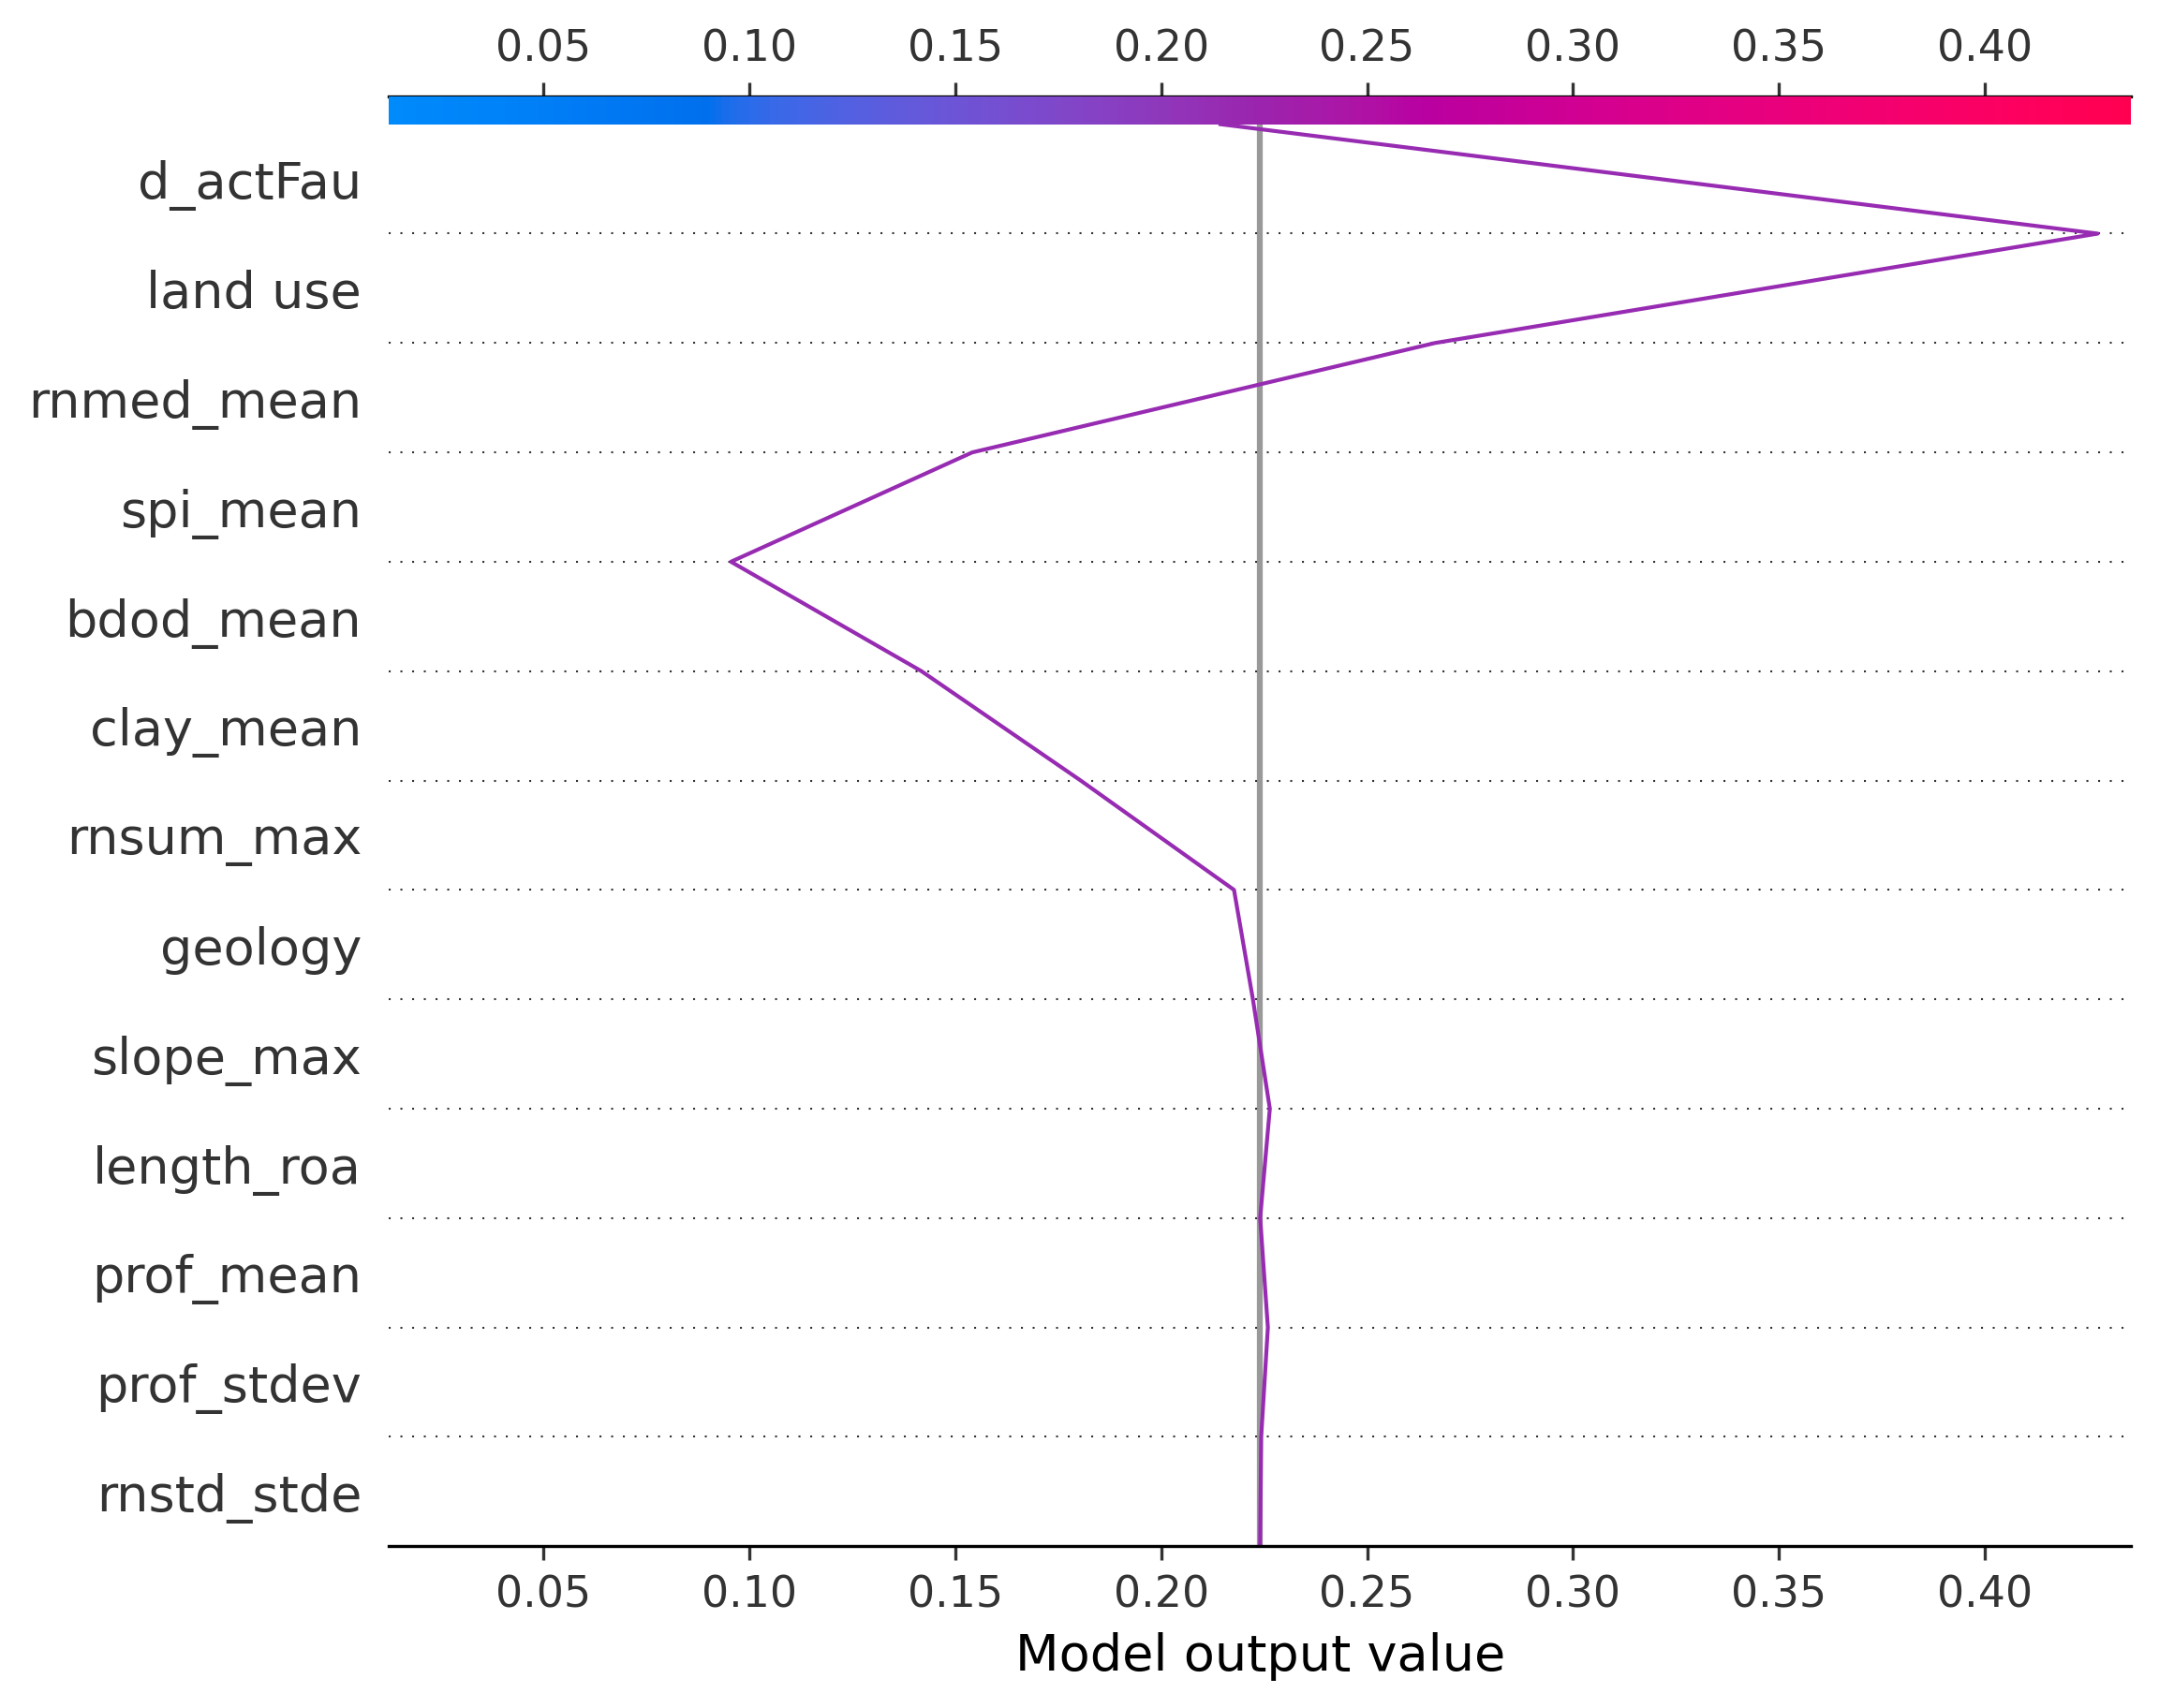 0.05 0.10 0.15 0.20 0.25 0.30 0.35 0.40
d_actFau
land use
rnmed_mean
spi_mean
bdod_mean
clay_mean
rnsum_max
geology
slope_max
length_roa
prof_mean
prof_stdev
rnstd_stde
0.05 0.10 0.15 0.20 0.25 0.30 0.35 0.40
Model output value